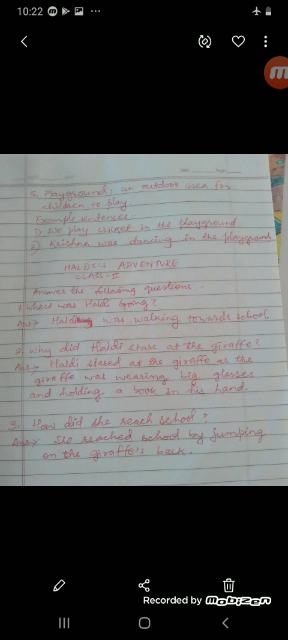 10:22
5. Playground: an outdoor area for
children to play
Example sentences
1) We play cricket in the playground
2) Krishna was dancing in the playground
HALDI'S ADVENTURE
CLASS-II
Answer the following questions.
1. What was Haldi doing?
Ans> Haldi was walking towards school.
2. Why did Haldi stare at the giraffe?
Ans> Haldi stared at the giraffe as the
giraffe was wearing big glasses
and holding a book in his hand.
3. How did she reach school?
Ans> She reached school by jumping
on the giraffe's back.
Recorded by Mobizen